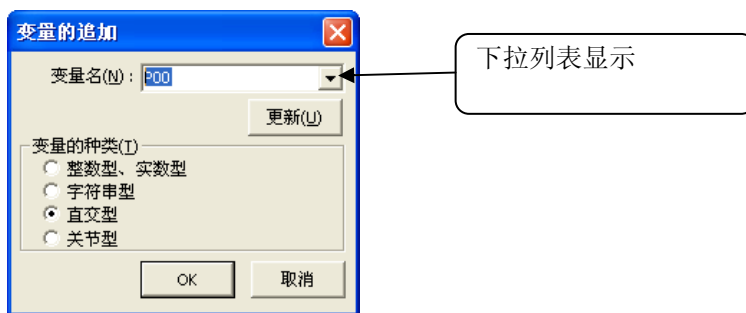 变量的追加
变量名(N)：P00
更新(U)
变量的种类(T)
整数型、实数型
字符串型
直交型
关节型
OK 取消
下拉列表显示